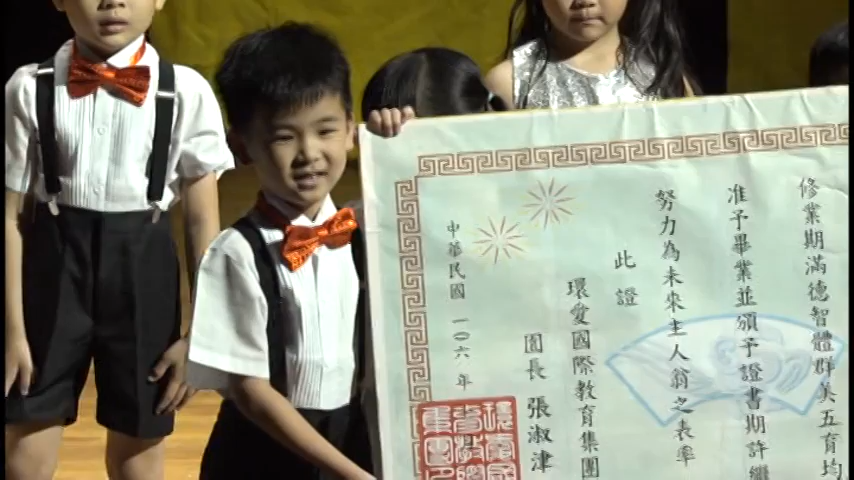 修業期滿德智體群美五育均
准予畢業並頒予證書期許繼
努力為未來主人翁之表率
此證
環愛國際教育集團
園長 張淑津
中華民國 一〇六 年